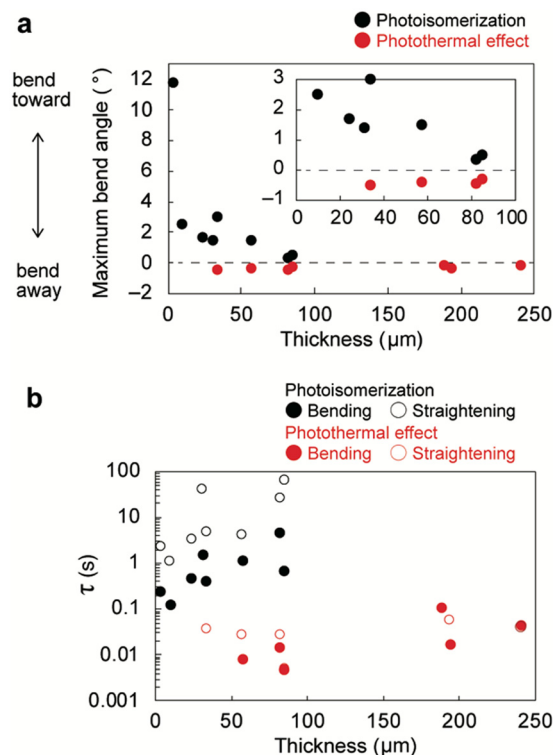 a
Photoisomerization
Photothermal effect
bend
toward
bend
away
Maximum bend angle (°)
12
10
8
6
4
2
0
−2
3
2
1
0
−1
0 20 40 60 80 100
0 50 100 150 200 250
Thickness (μm)
b
Photoisomerization
Bending Straightening
Photothermal effect
Bending Straightening
τ (s)
100
10
1
0.1
0.01
0.001
0 50 100 150 200 250
Thickness (μm)